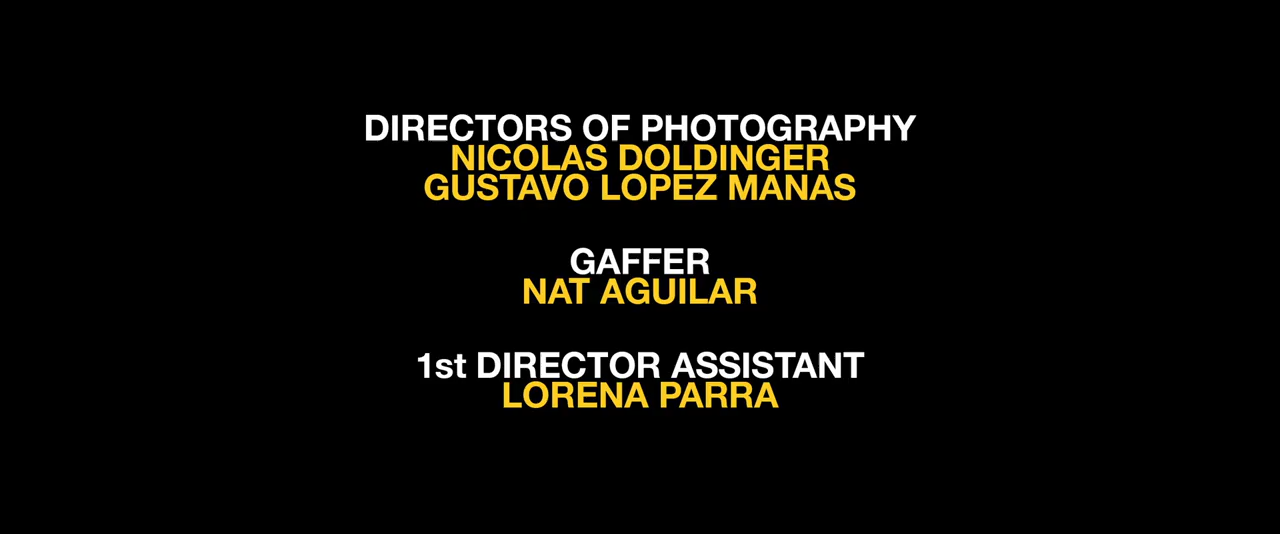 DIRECTORS OF PHOTOGRAPHY
NICOLAS DOLDINGER
GUSTAVO LOPEZ MANAS
GAFFER
NAT AGUILAR
1st DIRECTOR ASSISTANT
LORENA PARRA